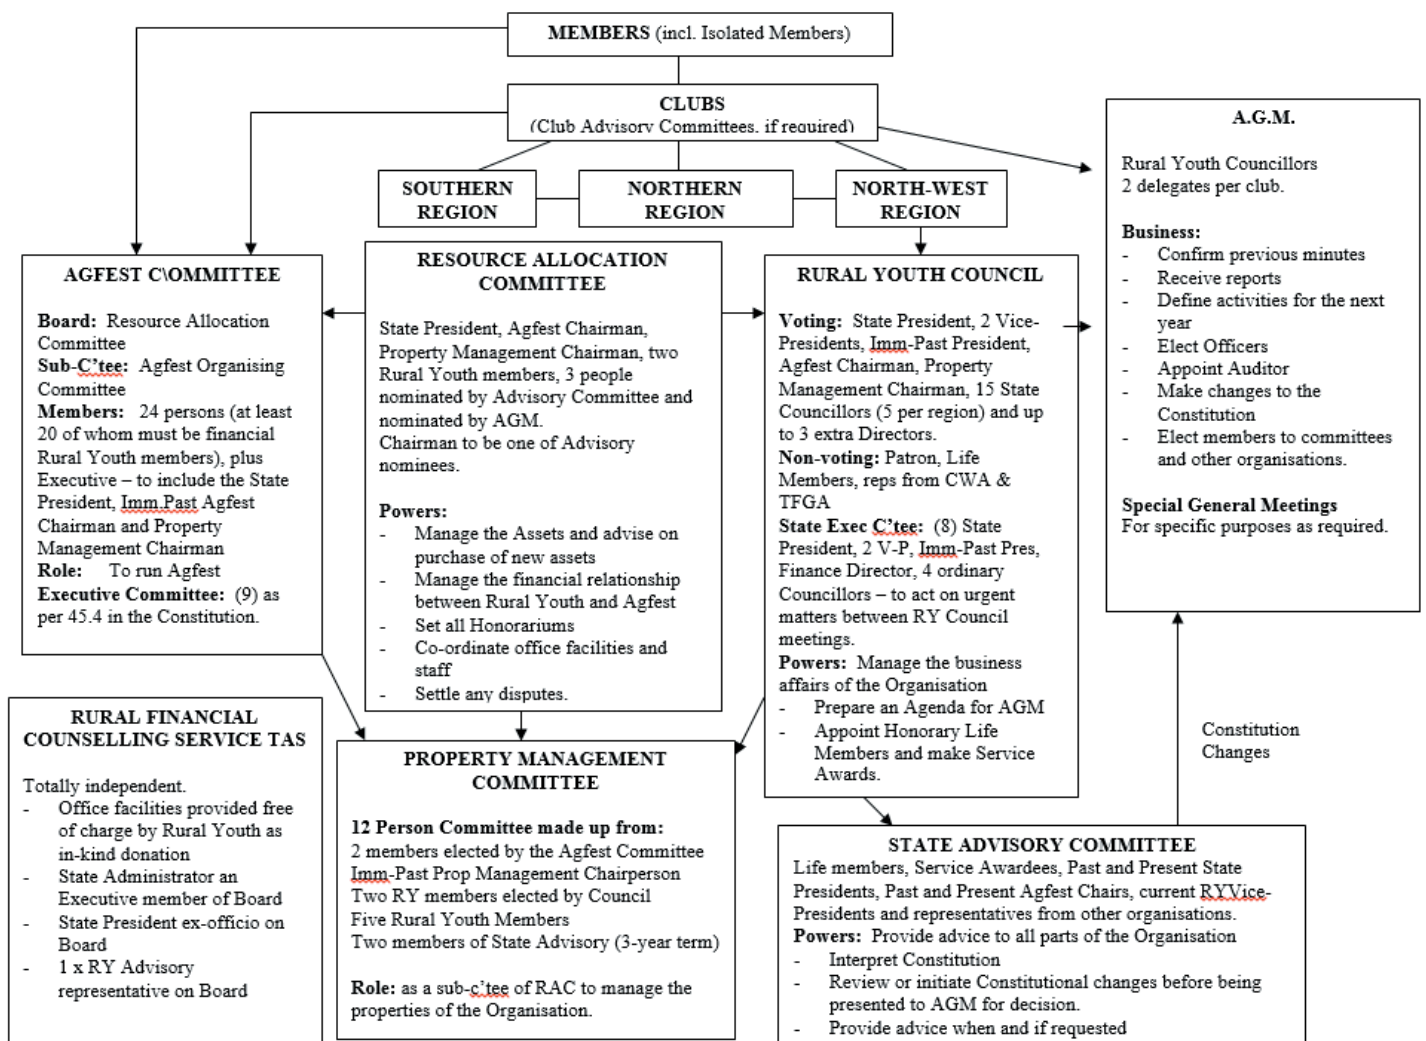 MEMBERS (incl. Isolated Members)
CLUBS
(Club Advisory Committees, if required)
SOUTHERN
REGION
NORTHERN
REGION
NORTH-WEST
REGION
A.G.M.
Rural Youth Councillors
2 delegates per club.
Business:
- Confirm previous minutes
- Receive reports
- Define activities for the next
year
- Elect Officers
- Appoint Auditor
- Make changes to the
Constitution
- Elect members to committees
and other organisations.
Special General Meetings
For specific purposes as required.
AGFEST C\OMMITTEE
Board: Resource Allocation
Committee
Sub-C'tee: Agfest Organising
Committee
Members: 24 persons (at least
20 of whom must be financial
Rural Youth members), plus
Executive – to include the State
President, Imm.Past Agfest
Chairman and Property
Management Chairman
Role: To run Agfest
Executive Committee: (9) as
per 45.4 in the Constitution.
RESOURCE ALLOCATION
COMMITTEE
State President, Agfest Chairman,
Property Management Chairman, two
Rural Youth members, 3 people
nominated by Advisory Committee and
nominated by AGM.
Chairman to be one of Advisory
nominees.
Powers:
- Manage the Assets and advise on
purchase of new assets
- Manage the financial relationship
between Rural Youth and Agfest
- Set all Honorariums
- Co-ordinate office facilities and
staff
- Settle any disputes.
RURAL YOUTH COUNCIL
Voting: State President, 2 Vice-
Presidents, Imm-Past President,
Agfest Chairman, Property
Management Chairman, 15 State
Councillors (5 per region) and up
to 3 extra Directors.
Non-voting: Patron, Life
Members, reps from CWA &
TFGA
State Exec C'tee: (8) State
President, 2 V-P, Imm-Past Pres,
Finance Director, 4 ordinary
Councillors – to act on urgent
matters between RY Council
meetings.
Powers: Manage the business
affairs of the Organisation
- Prepare an Agenda for AGM
- Appoint Honorary Life
Members and make Service
Awards.
Constitution
Changes
RURAL FINANCIAL
COUNSELLING SERVICE TAS
Totally independent.
- Office facilities provided free
of charge by Rural Youth as
in-kind donation
- State Administrator an
Executive member of Board
- State President ex-officio on
Board
- 1 x RY Advisory
representative on Board
PROPERTY MANAGEMENT
COMMITTEE
12 Person Committee made up from:
2 members elected by the Agfest Committee
Imm-Past Prop Management Chairperson
Two RY members elected by Council
Five Rural Youth Members
Two members of State Advisory (3-year term)
Role: as a sub-c'tee of RAC to manage the
properties of the Organisation.
STATE ADVISORY COMMITTEE
Life members, Service Awardees, Past and Present State
Presidents, Past and Present Agfest Chairs, current RYVice-
Presidents and representatives from other organisations.
Powers: Provide advice to all parts of the Organisation
- Interpret Constitution
- Review or initiate Constitutional changes before being
presented to AGM for decision.
- Provide advice when and if requested